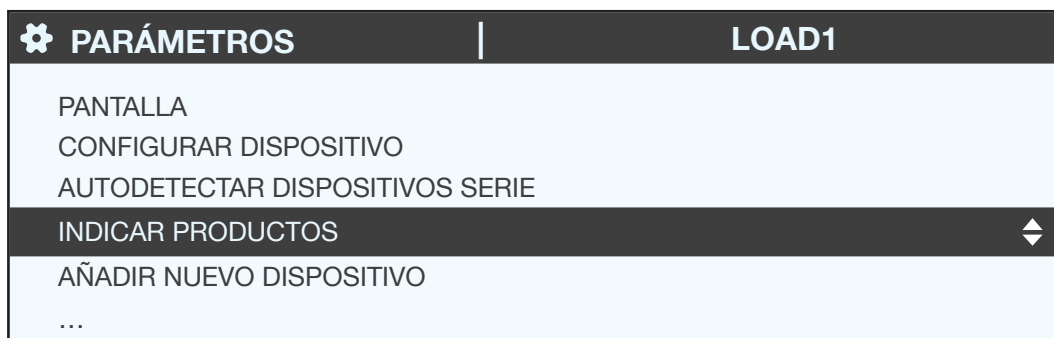 PARÁMETROS | LOAD1
PANTALLA
CONFIGURAR DISPOSITIVO
AUTODETECTAR DISPOSITIVOS SERIE
INDICAR PRODUCTOS
AÑADIR NUEVO DISPOSITIVO
...